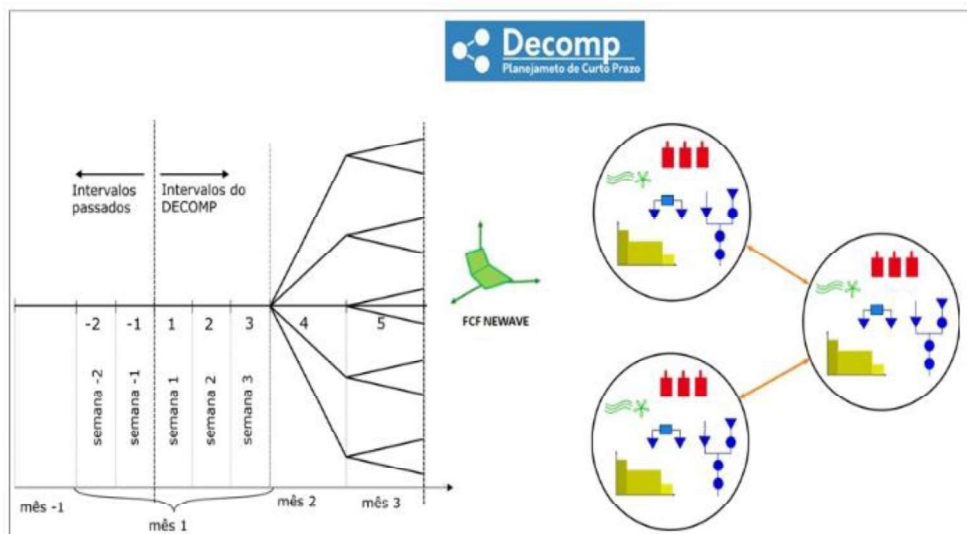 Decomp
Planejameto de Curto Prazo
Intervalos
passados
Intervalos do
DECOMP
-2
-1
1
2
3
4
5
semana -2
semana -1
semana 1
semana 2
semana 3
mês -1
mês 1
mês 2
mês 3
FCF NEWAVE